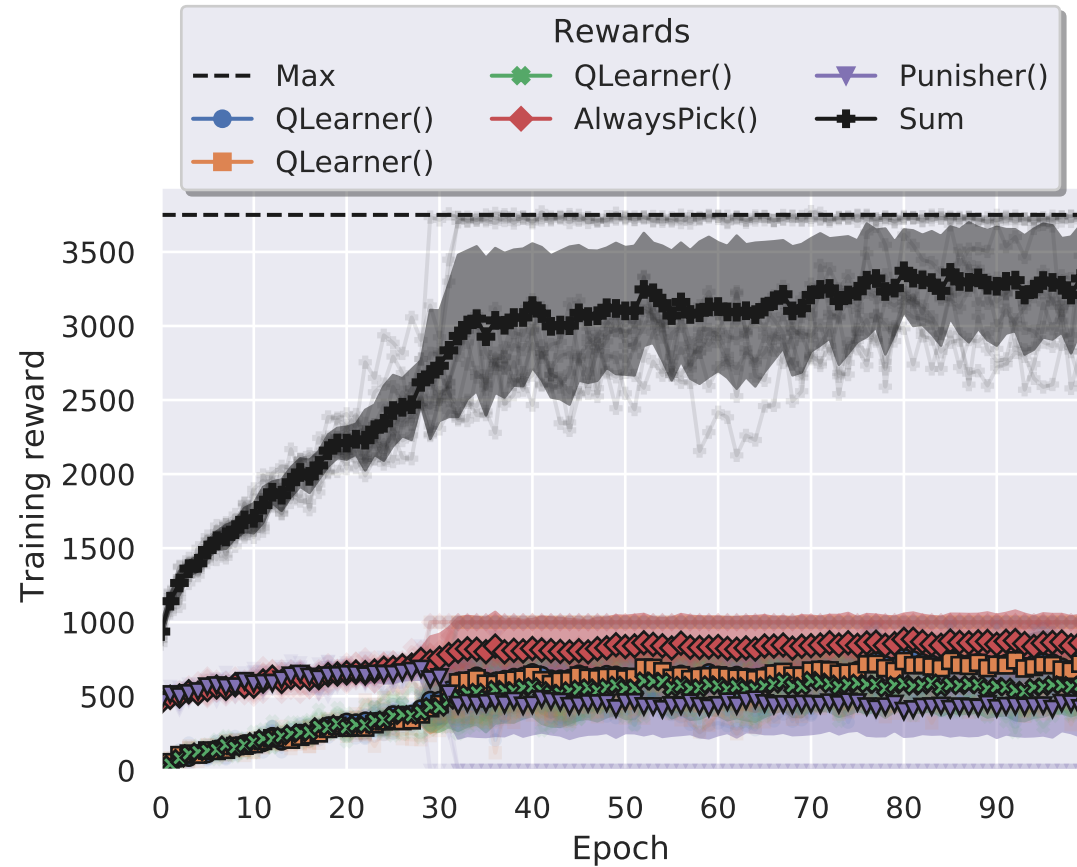 Rewards
Max
QLearner()
QLearner()
QLearner()
AlwaysPick()
Punisher()
Sum
Training reward
3500
3000
2500
2000
1500
1000
500
0
0 10 20 30 40 50 60 70 80 90
Epoch